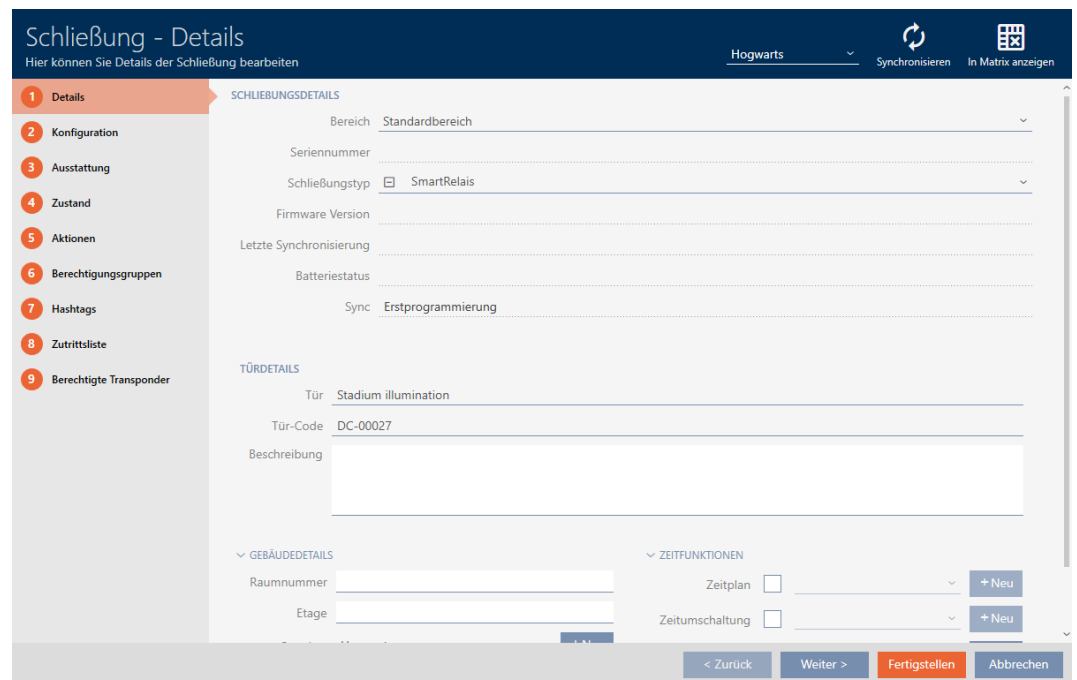 Schließung - Details
Hier können Sie Details der Schließung bearbeiten
Hogwarts
Synchronisieren
In Matrix anzeigen
1 Details
2 Konfiguration
3 Ausstattung
4 Zustand
5 Aktionen
6 Berechtigungsgruppen
7 Hashtags
8 Zutrittsliste
9 Berechtigte Transponder
SCHLIEßUNGSDETAILS
Bereich Standardbereich
Seriennummer
Schließungstyp SmartRelais
Firmware Version
Letzte Synchronisierung
Batteriestatus
Sync Erstprogrammierung
TÜRDETAILS
Tür Stadium illumination
Tür-Code DC-00027
Beschreibung
GEBÄUDEDETAILS
Raumnummer
Etage
ZEITFUNKTIONEN
Zeitplan + Neu
Zeitumschaltung + Neu
< Zurück
Weiter >
Fertigstellen
Abbrechen